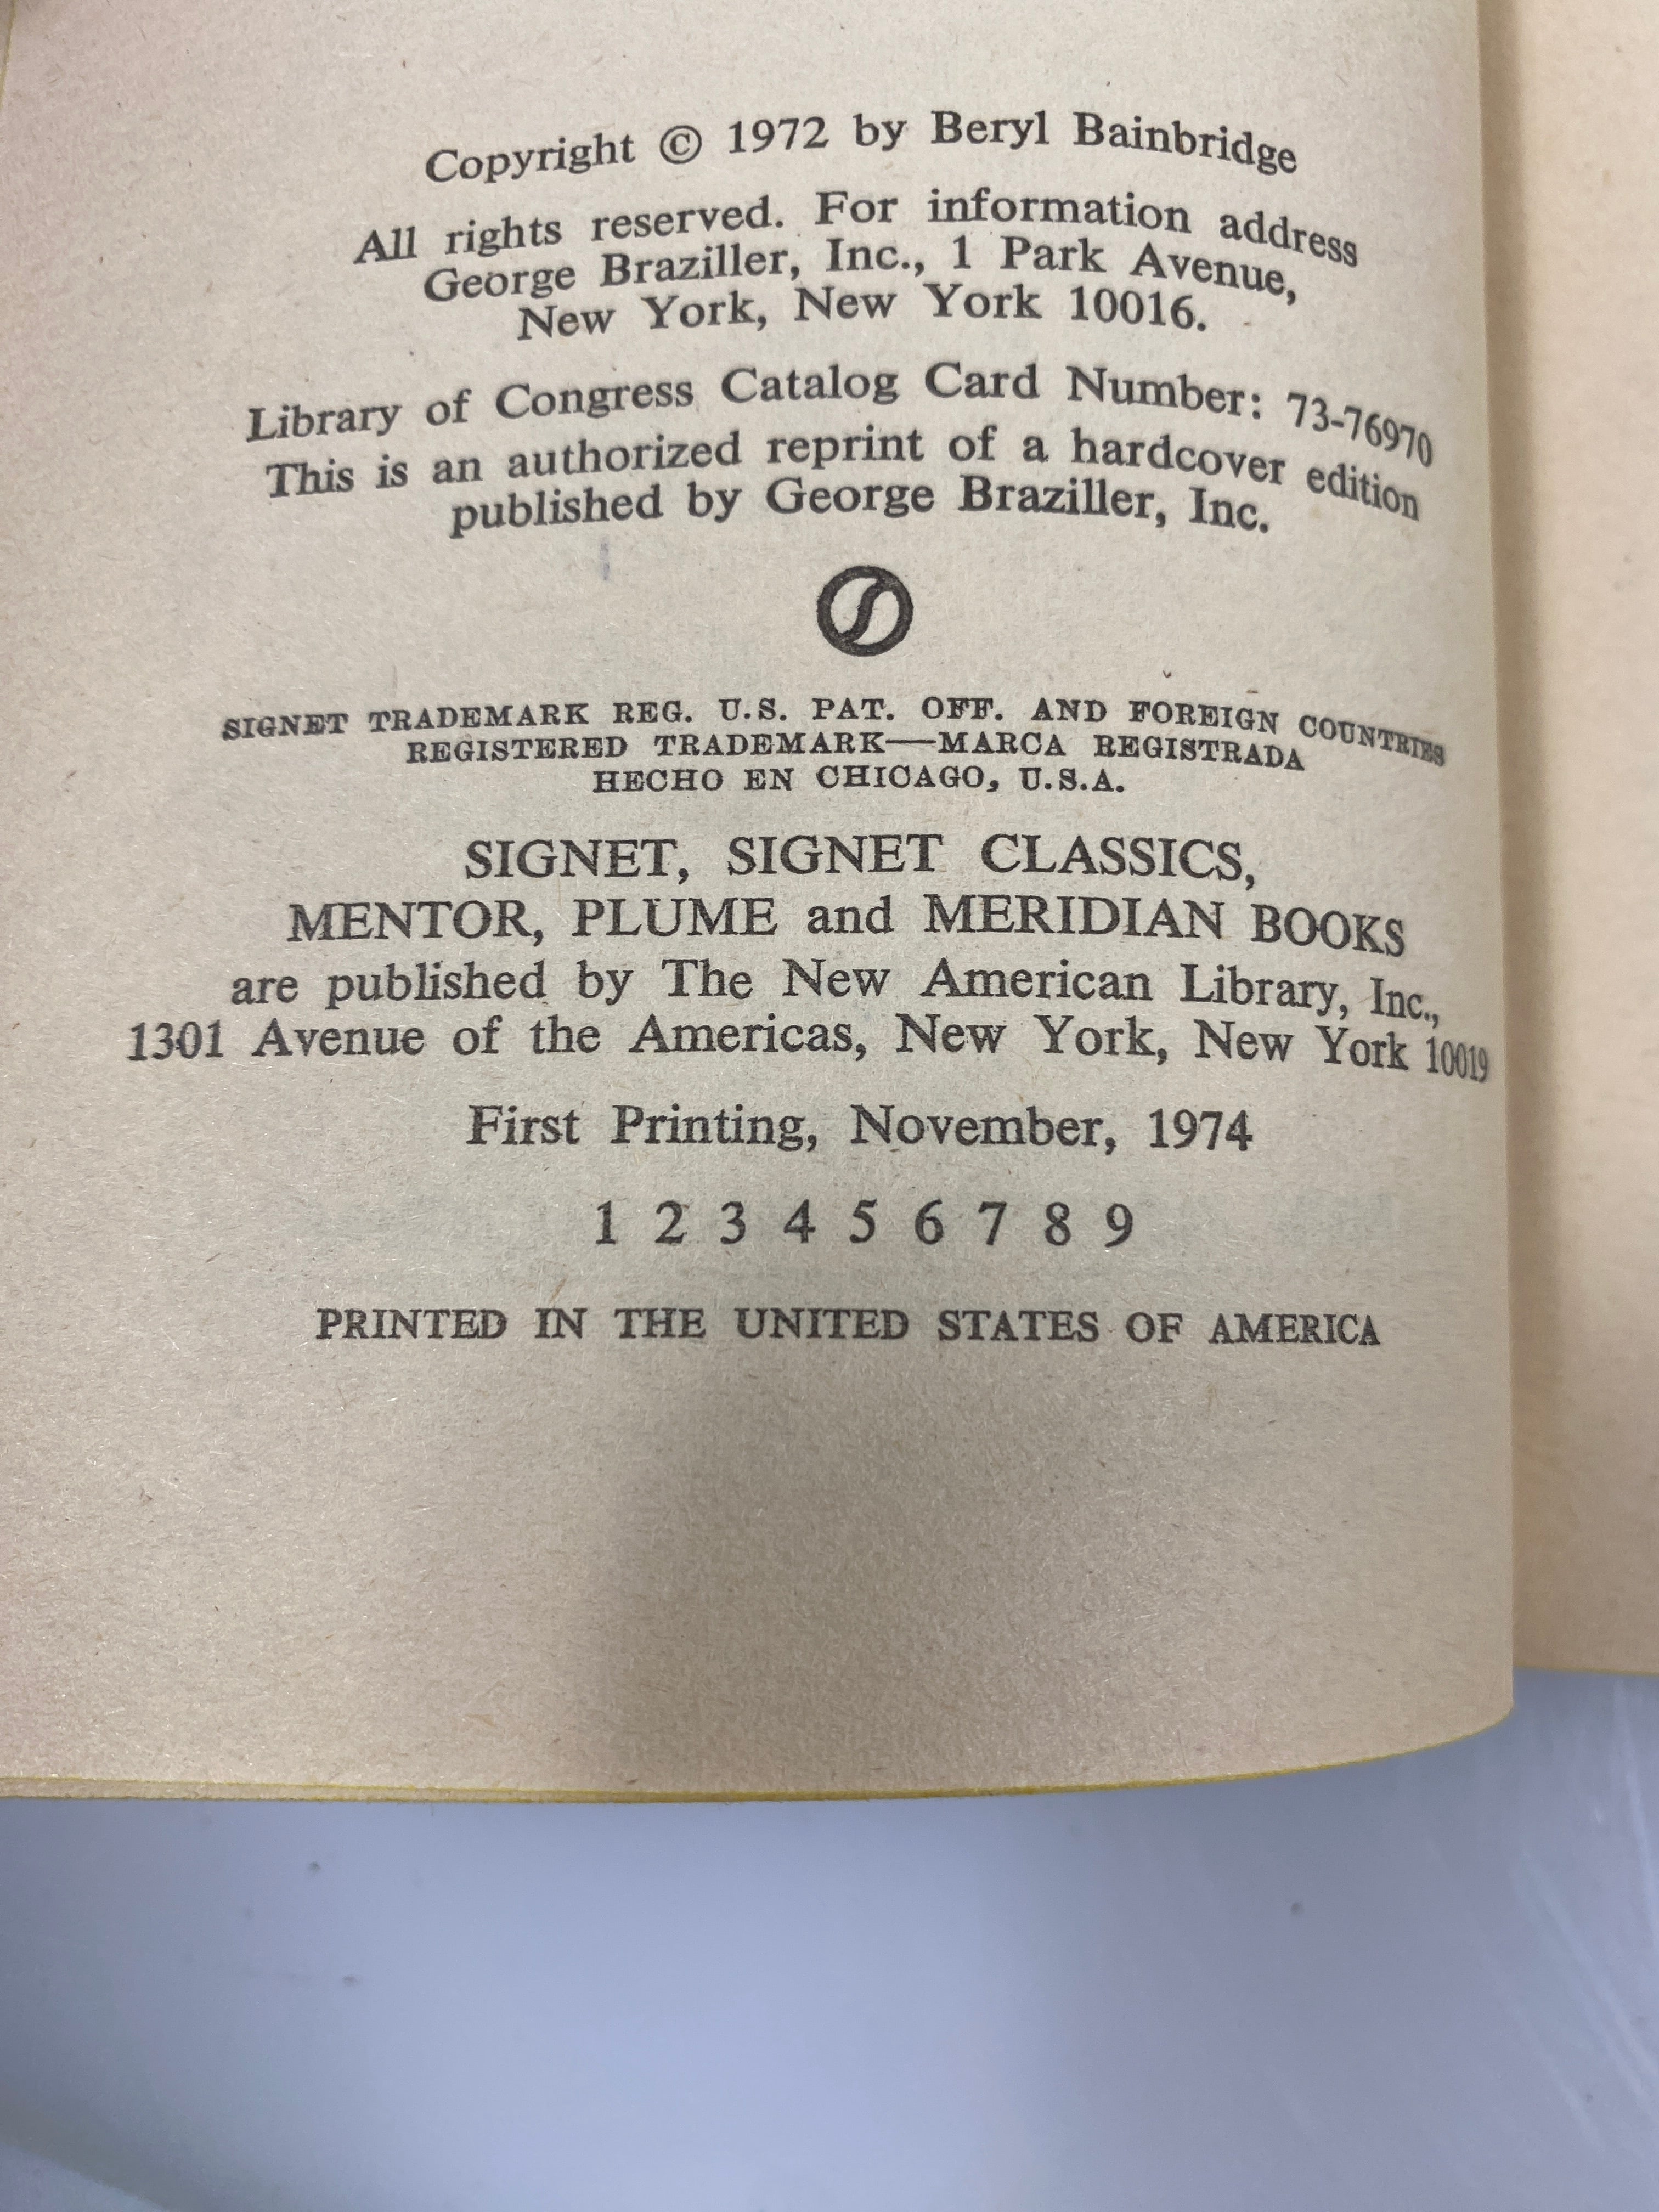 Copyright © 1972 by Beryl Bainbridge
All rights reserved. For information address
George Braziller, Inc., 1 Park Avenue,
New York, New York 10016.
Library of Congress Catalog Card Number: 73-76970
This is an authorized reprint of a hardcover edition
published by George Braziller, Inc.
SIGNET TRADEMARK REG. U.S. PAT. OFF. AND FOREIGN COUNTRIES
REGISTERED TRADEMARK—MARCA REGISTRADA
HECHO EN CHICAGO, U.S.A.
SIGNET, SIGNET CLASSICS,
MENTOR, PLUME and MERIDIAN BOOKS
are published by The New American Library, Inc.,
1301 Avenue of the Americas, New York, New York 10019
First Printing, November, 1974
1 2 3 4 5 6 7 8 9
PRINTED IN THE UNITED STATES OF AMERICA